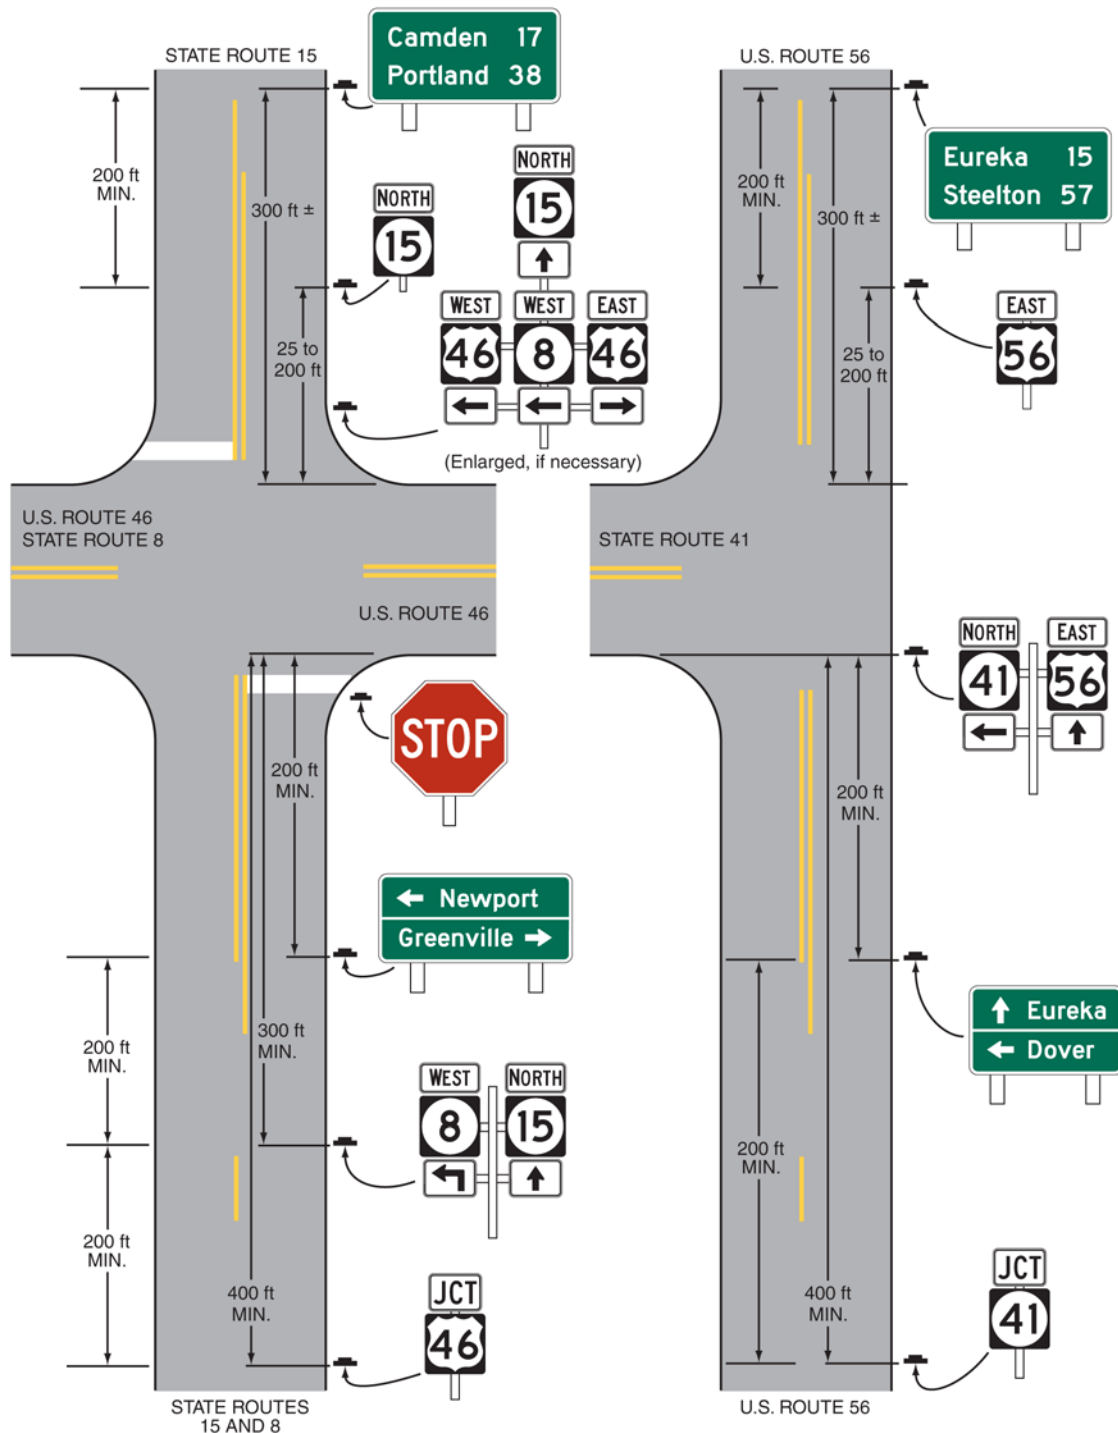 STATE ROUTE 15
Camden 17
Portland 38
200 ft
MIN.
300 ft ±
NORTH
15
NORTH
15
25 to
200 ft
WEST
46
WEST
8
EAST
46
(Enlarged, if necessary)
U.S. ROUTE 46
STATE ROUTE 8
U.S. ROUTE 46
STOP
200 ft
MIN.
Newport
Greenville
300 ft
MIN.
200 ft
MIN.
WEST
8
NORTH
15
200 ft
MIN.
400 ft
MIN.
JCT
46
STATE ROUTES
15 AND 8
U.S. ROUTE 56
200 ft
MIN.
300 ft ±
Eureka 15
Steelton 57
25 to
200 ft
EAST
56
STATE ROUTE 41
NORTH
41
EAST
56
200 ft
MIN.
Eureka
Dover
200 ft
MIN.
400 ft
MIN.
JCT
41
U.S. ROUTE 56